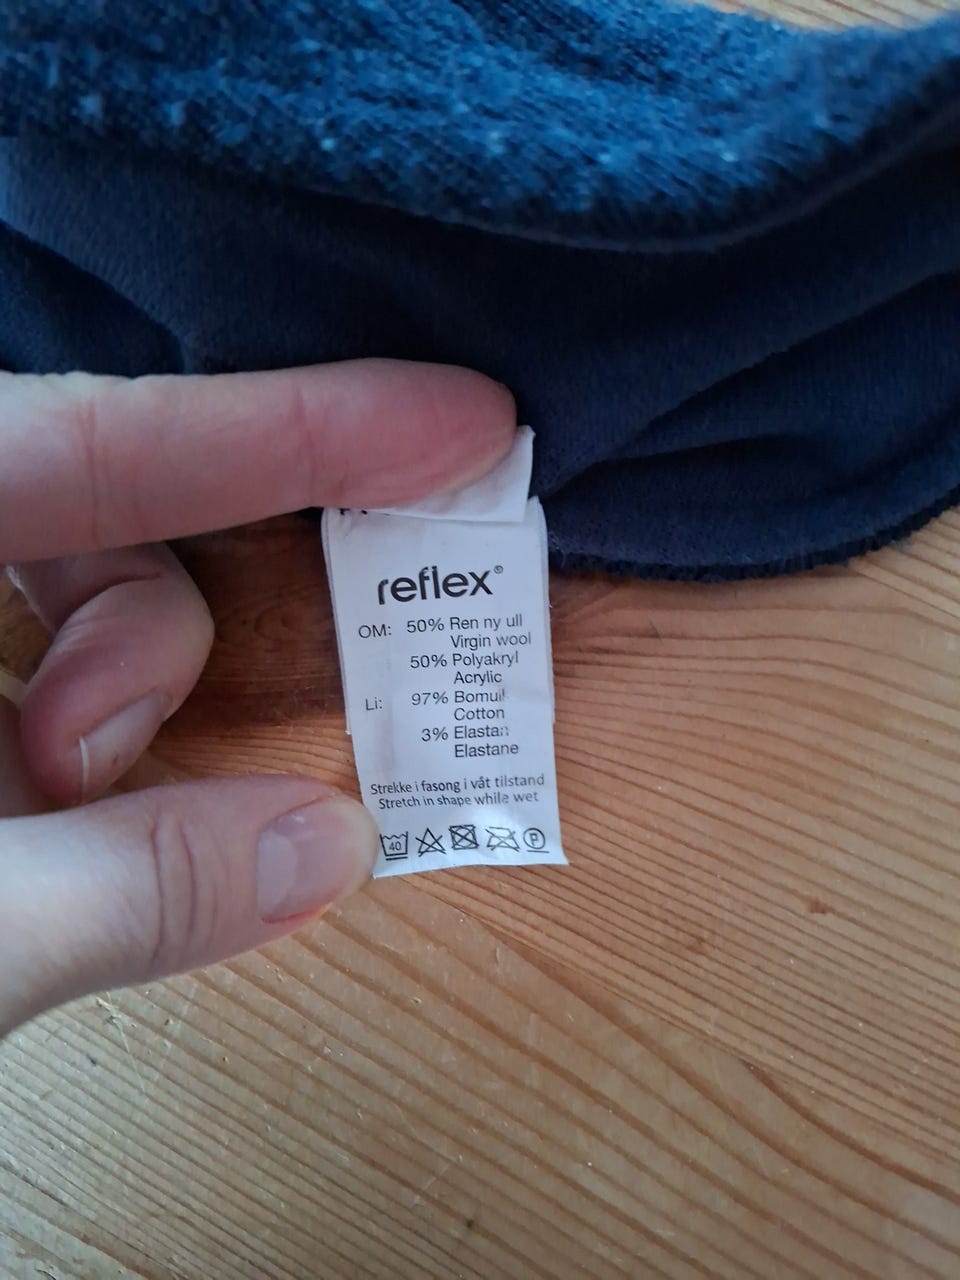 reflex®
OM: 50% Ren ny ull
Virgin wool
50% Polyakryl
Acrylic
Li: 97% Bomull
Cotton
3% Elastan
Elastane
Strekke i fasong i våt tilstand
Stretch in shape while wet
40 P